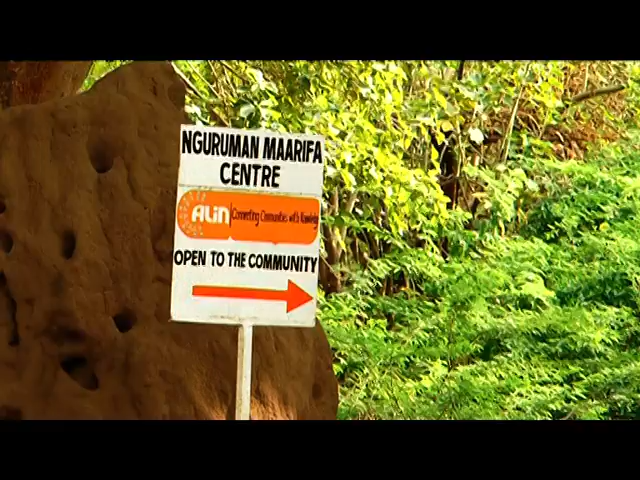 NGURUMAN MAARIFA
CENTRE
ALiN Connecting Communities with Knowledge
OPEN TO THE COMMUNITY